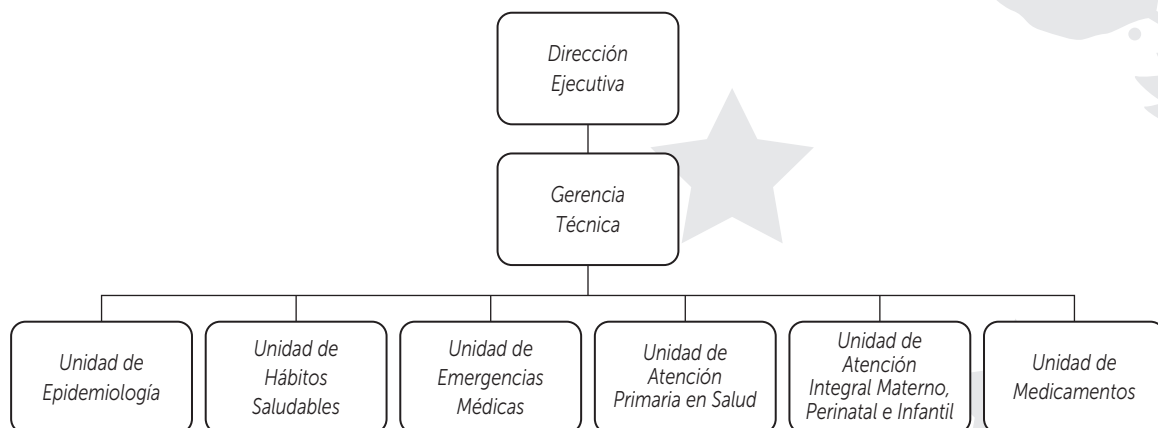 Dirección
Ejecutiva
Gerencia
Técnica
Unidad de
Epidemiología
Unidad de
Hábitos
Saludables
Unidad de
Emergencias
Médicas
Unidad de
Atención
Primaria en Salud
Unidad de
Atención
Integral Materno,
Perinatal e Infantil
Unidad de
Medicamentos